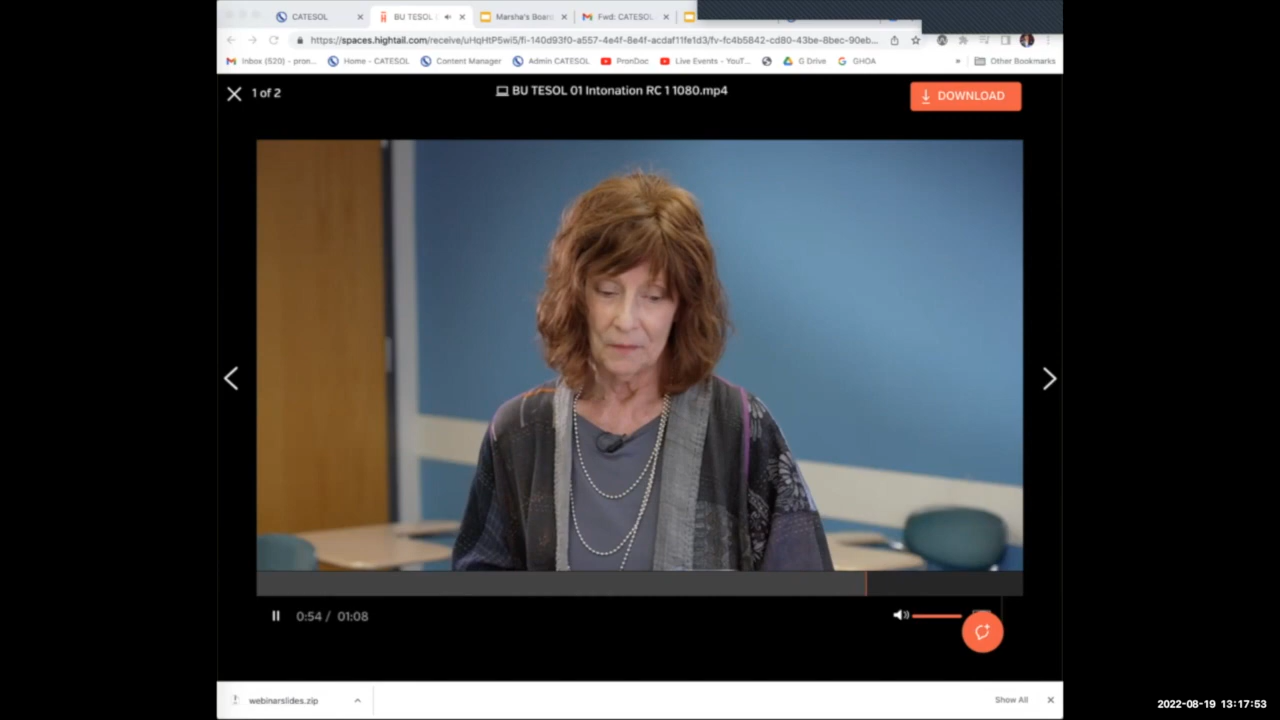 CATESOL
BU TESOL
Marsha's Board
Fwd: CATESOL
https://spaces.hightail.com/receive/uHqHtP5wi5/fi-140d93f0-a557-4e4f-8e4f-acdaf11fe1d3/fv-fc4b5842-cd80-43be-8bec-90eb...
Inbox (520) - pron...
Home - CATESOL
Content Manager
Admin CATESOL
PronDoc
Live Events - YouT...
G Drive
GHOA
»
Other Bookmarks
1 of 2
BU TESOL 01 Intonation RC 1 1080.mp4
DOWNLOAD
0:54 / 01:08
webinarslides.zip
Show All
2022-08-19 13:17:53